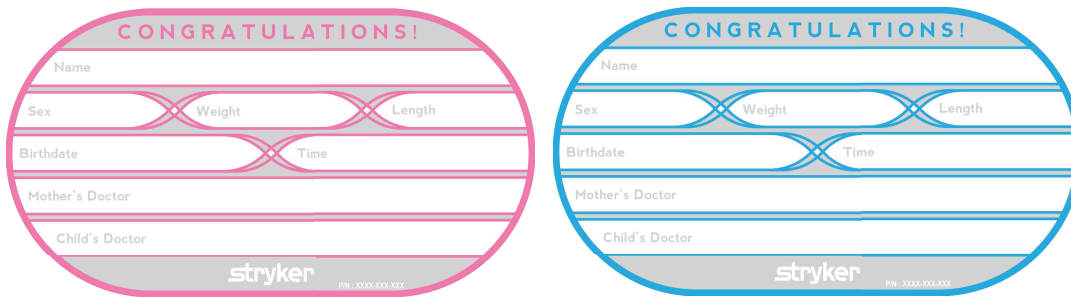 CONGRATULATIONS!
Name
Sex Weight Length
Birthdate Time
Mother's Doctor
Child's Doctor
stryker
P/N : XXXX-XXX-XXX
CONGRATULATIONS!
Name
Sex Weight Length
Birthdate Time
Mother's Doctor
Child's Doctor
stryker
P/N : XXXX-XXX-XXX